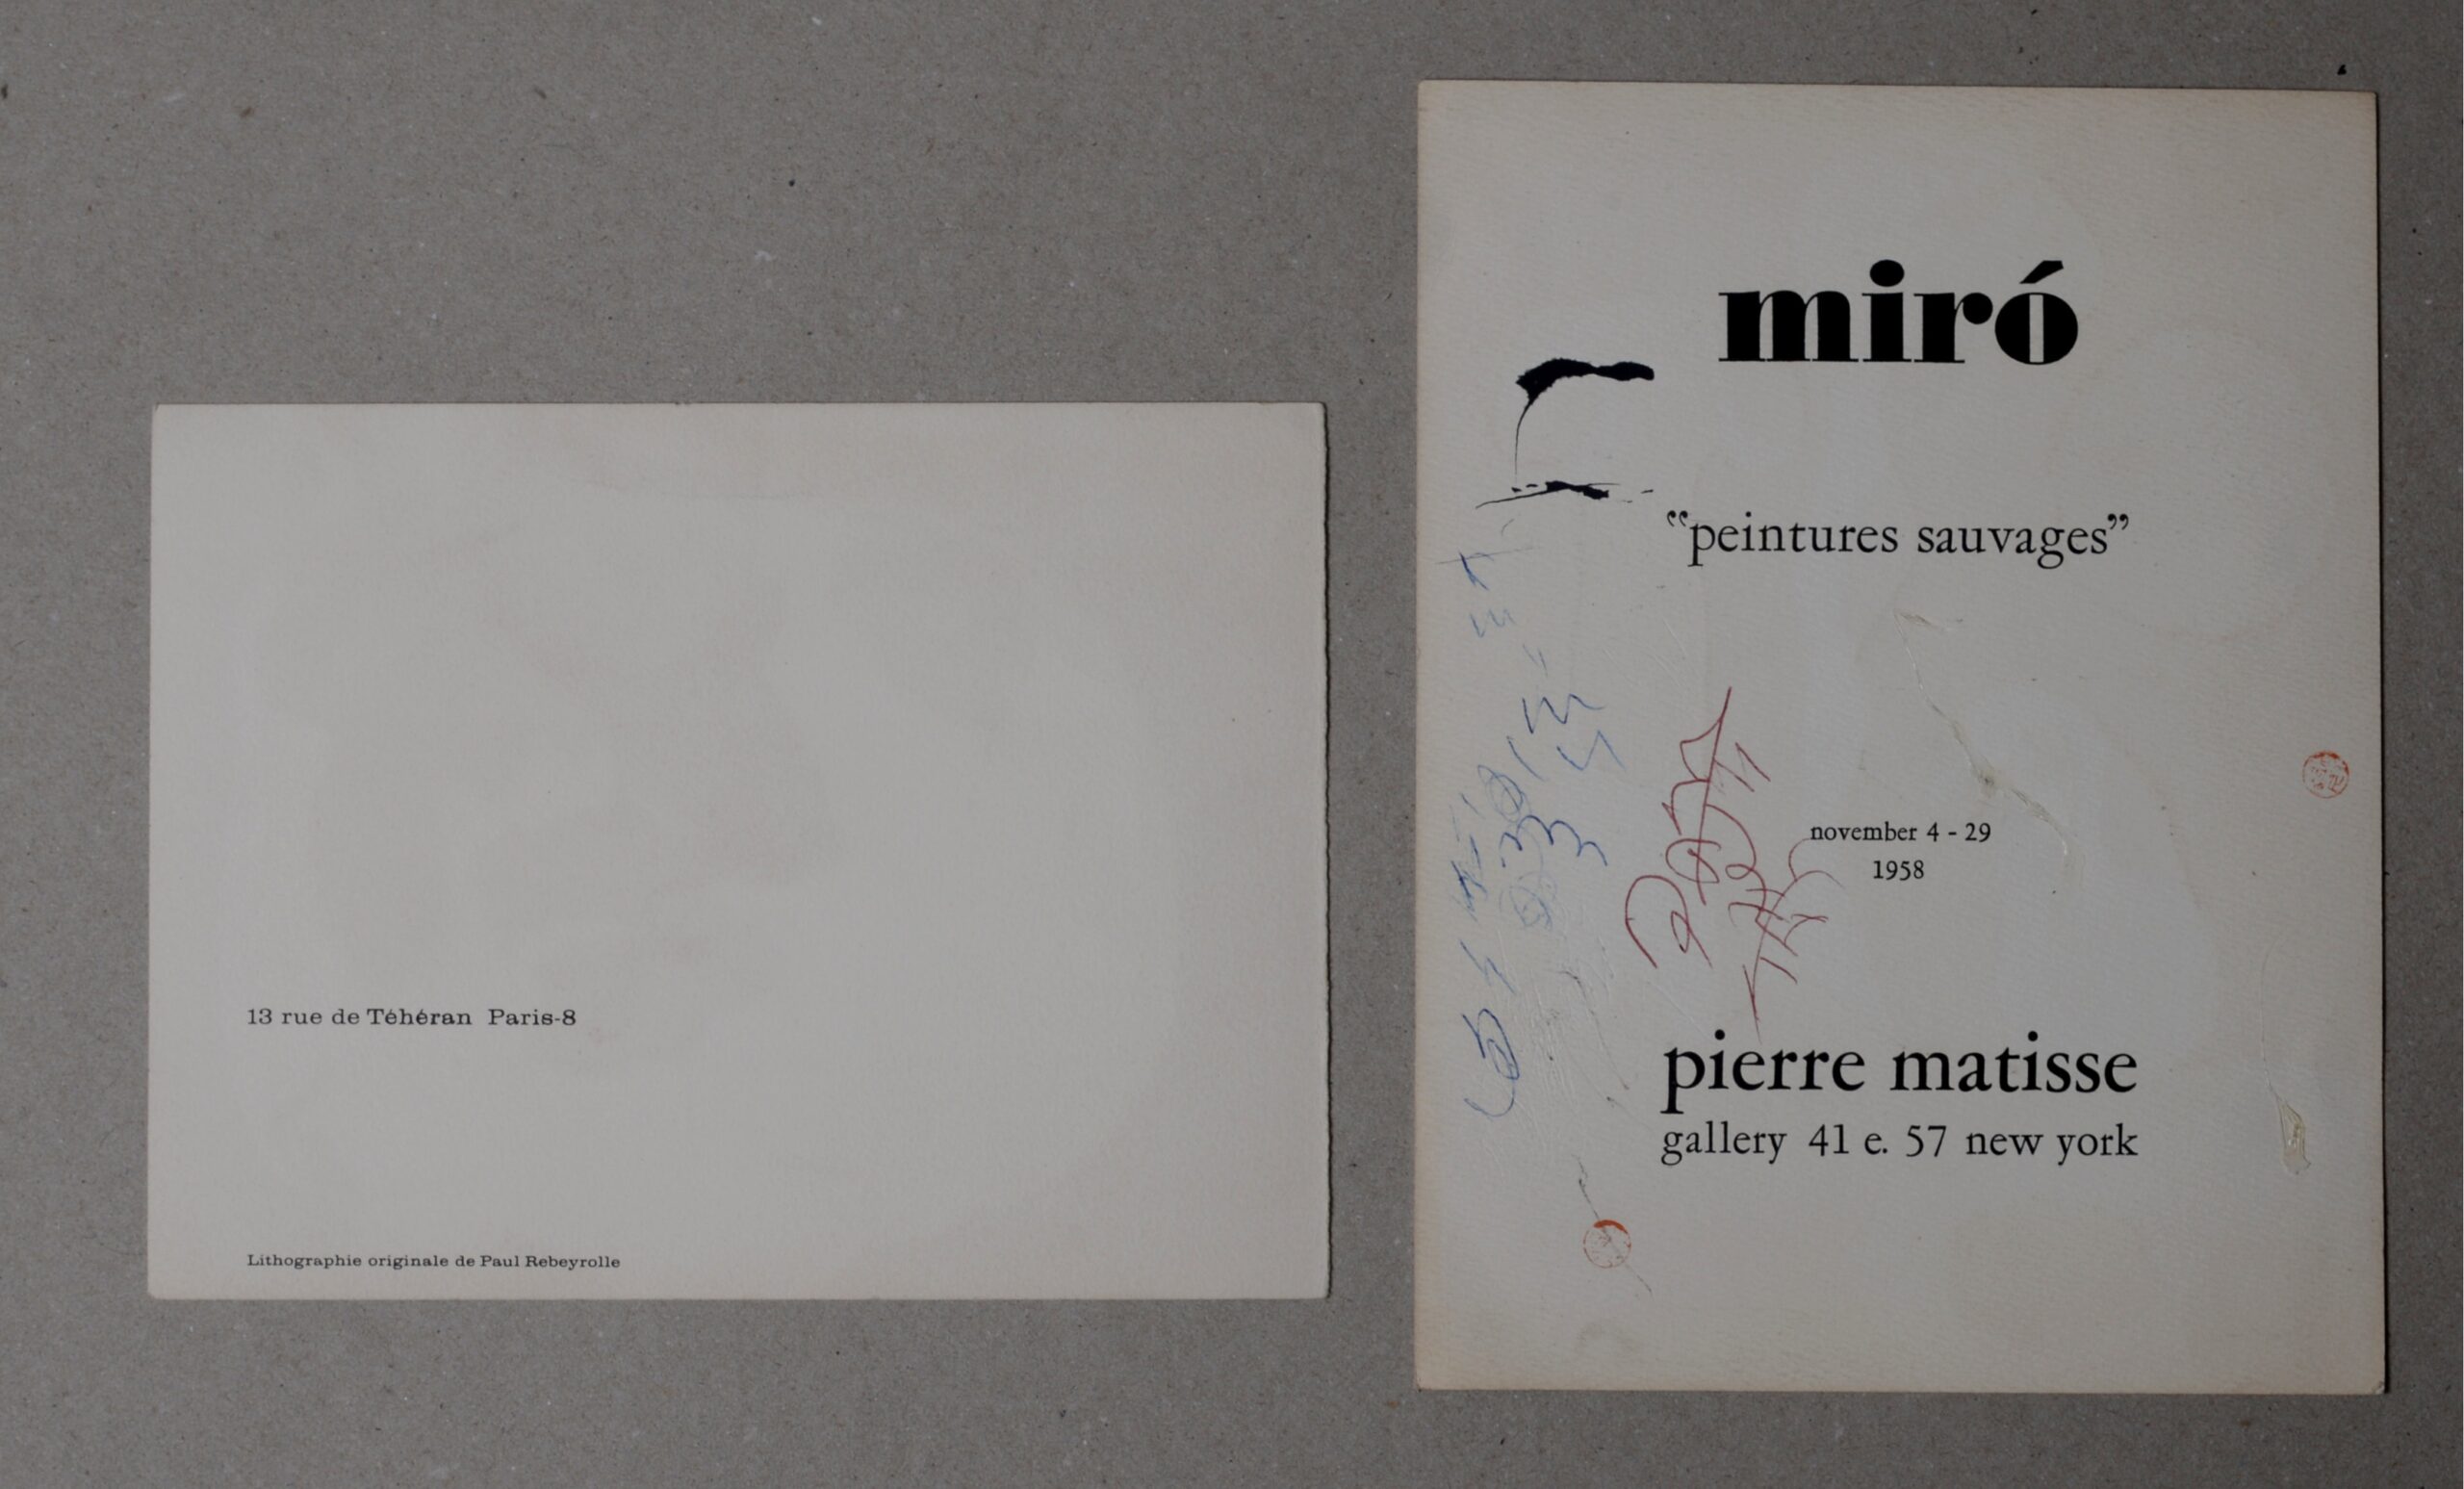 13 rue de Téhéran Paris-8
Lithographie originale de Paul Rebeyrolle
miró
“peintures sauvages”
november 4 - 29
1958
pierre matisse
gallery 41 e. 57 new york